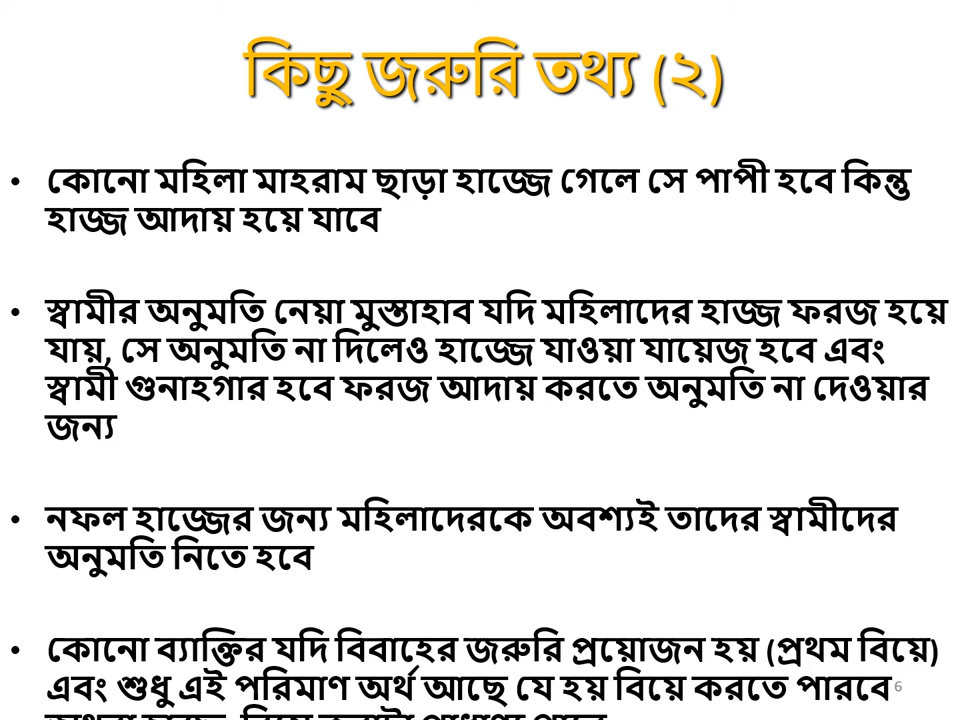 কিছু জরুরি তথ্য (২)
• কোনো মহিলা মাহরাম ছাড়া হাজ্জে গেলে সে পাপী হবে কিন্তু
হাজ্জ আদায় হয়ে যাবে
• স্বামীর অনুমতি নেয়া মুস্তাহাব যদি মহিলাদের হাজ্জ ফরজ হয়ে
যায়, সে অনুমতি না দিলেও হাজ্জে যাওয়া যায়েজ হবে এবং
স্বামী গুনাহগার হবে ফরজ আদায় করতে অনুমতি না দেওয়ার
জন্য
• নফল হাজ্জের জন্য মহিলাদেরকে অবশ্যই তাদের স্বামীদের
অনুমতি নিতে হবে
• কোনো ব্যাক্তির যদি বিবাহের জরুরি প্রয়োজন হয় (প্রথম বিয়ে)
এবং শুধু এই পরিমাণ অর্থ আছে যে হয় বিয়ে করতে পারবে
6